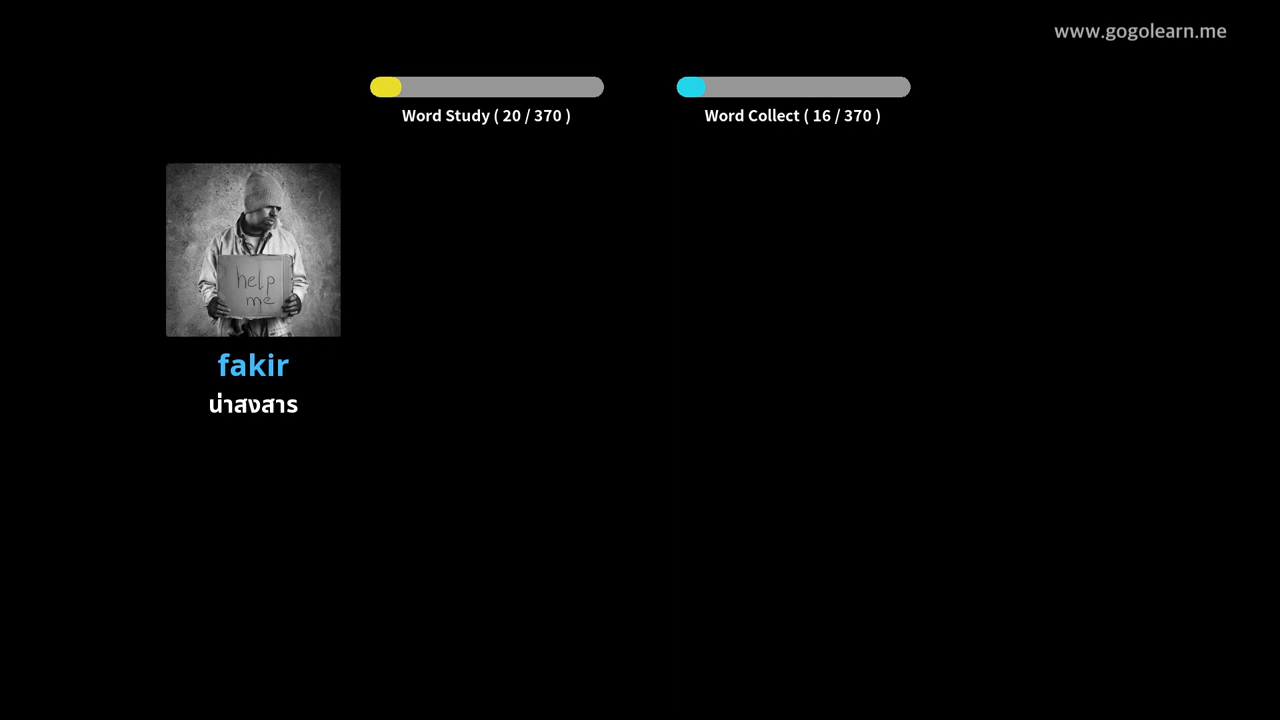 www.gogolearn.me
Word Study ( 20 / 370 )
Word Collect ( 16 / 370 )
help
me
fakir
น่าสงสาร